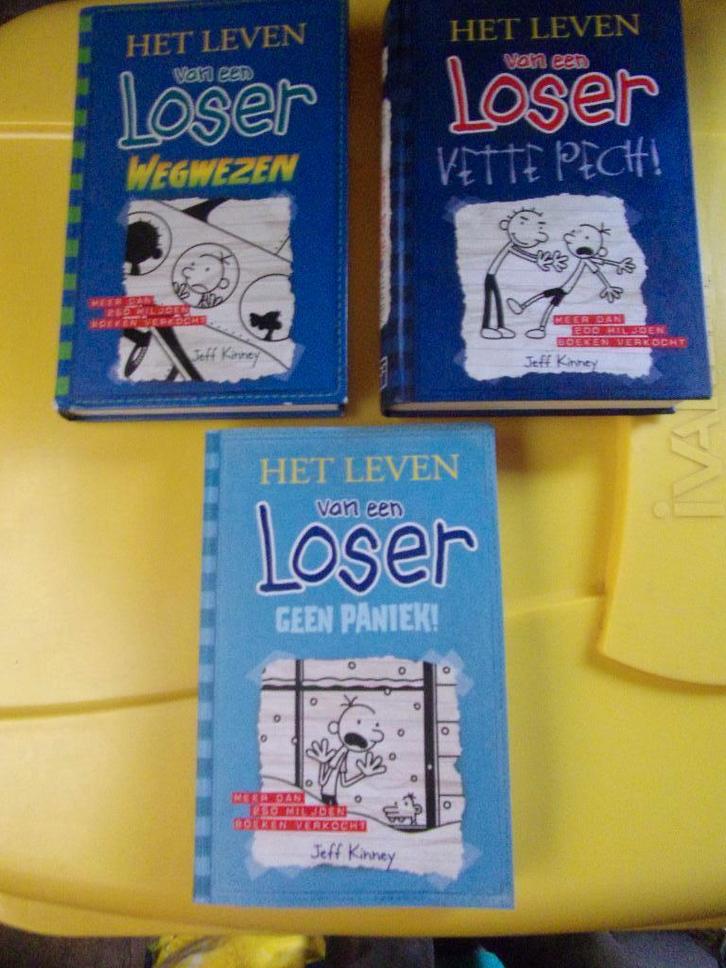 HET LEVEN
van een
Loser
WEGWEZEN
MEER DAN
250 MILJOEN
BOEKEN VERKOCHT
Jeff Kinney
HET LEVEN
van een
Loser
VETTE PECH!
MEER DAN
200 MILJOEN
BOEKEN VERKOCHT
Jeff Kinney
HET LEVEN
van een
Loser
GEEN PANIEK!
MEER DAN
250 MILJOEN
BOEKEN VERKOCHT
Jeff Kinney